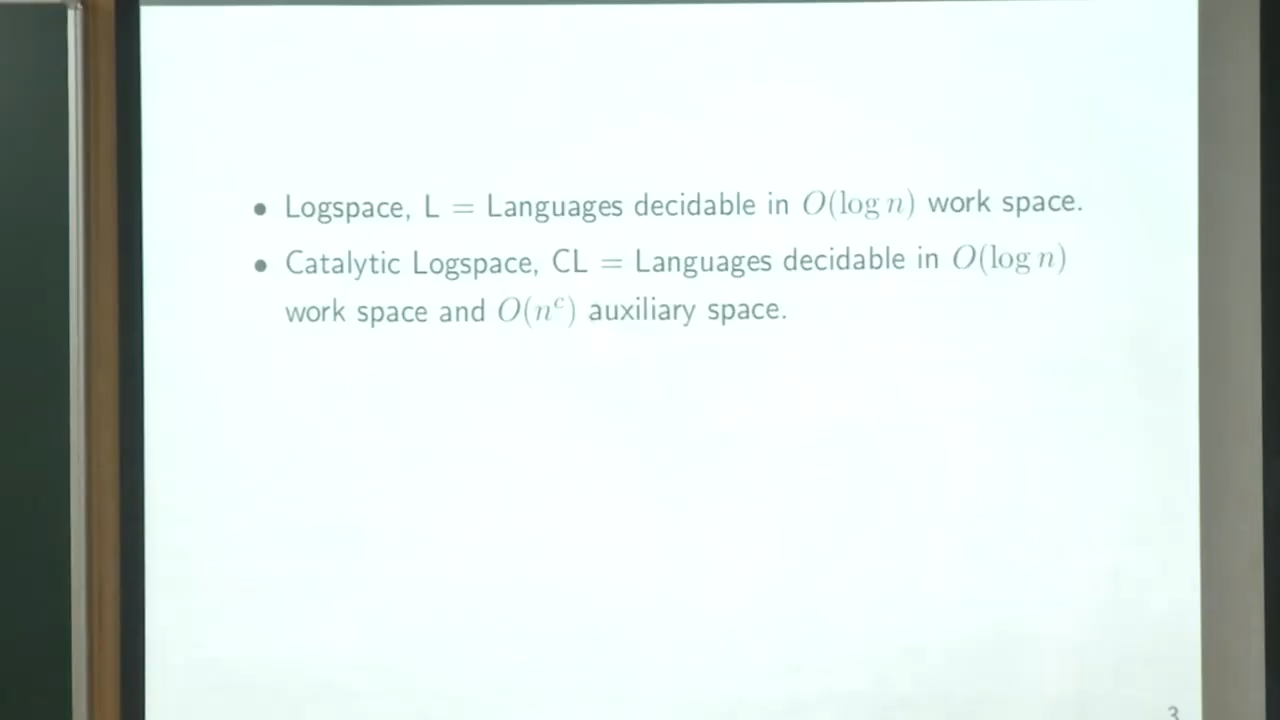 • Logspace, L = Languages decidable in O(log n) work space.
• Catalytic Logspace, CL = Languages decidable in O(log n)
work space and O(nᶜ) auxiliary space.
3